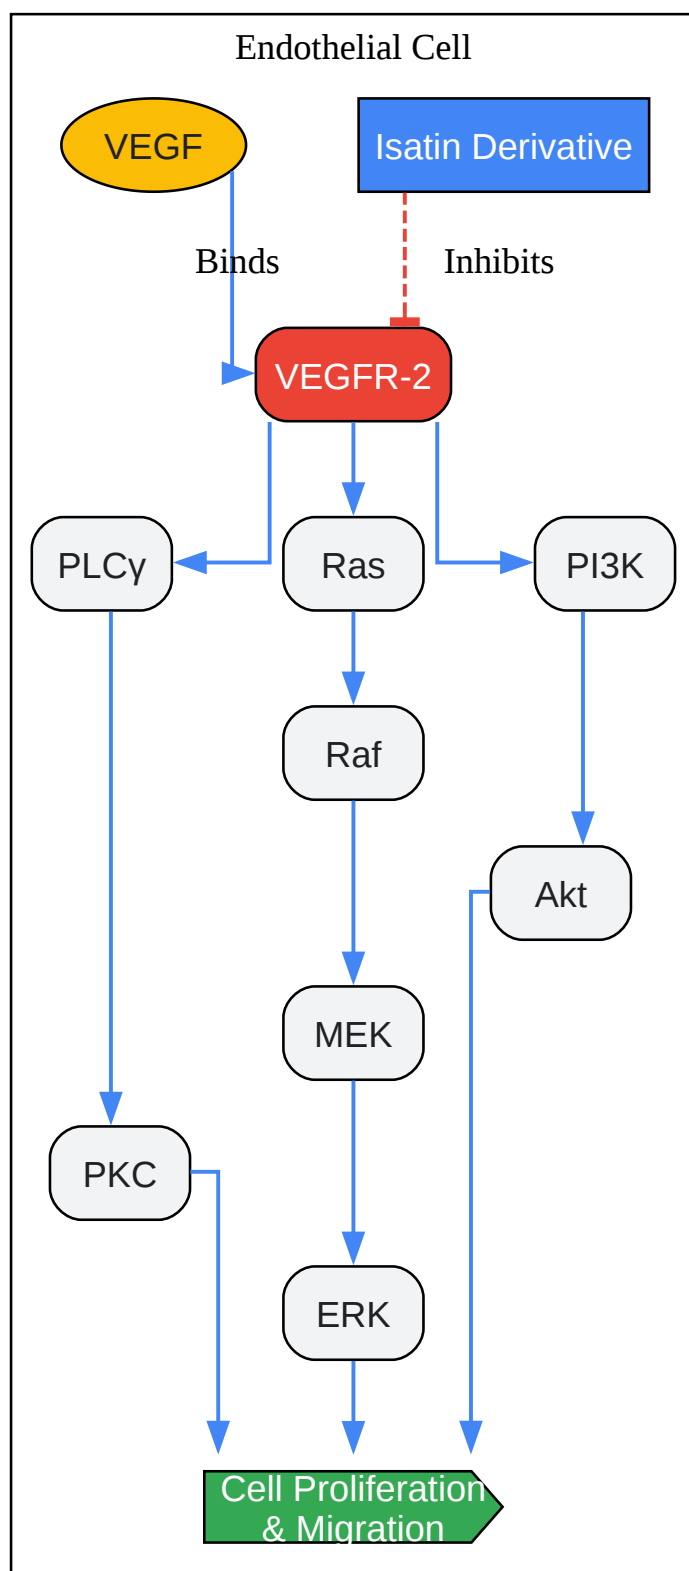 Endothelial Cell
VEGF
Isatin Derivative
Binds
Inhibits
VEGFR-2
PLCγ
Ras
PI3K
Raf
Akt
MEK
PKC
ERK
Cell Proliferation
& Migration